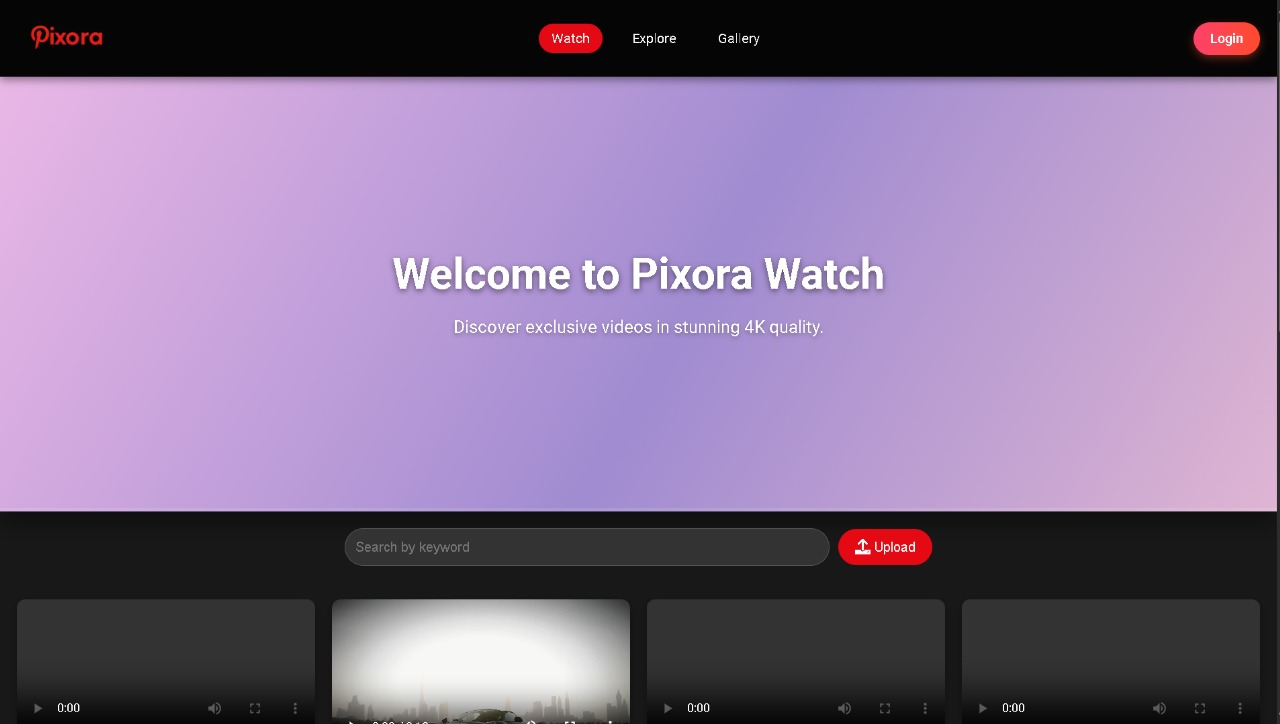 Pixora
Watch
Explore
Gallery
Login
Welcome to Pixora Watch
Discover exclusive videos in stunning 4K quality.
Search by keyword
Upload
0:00
0:00
0:00